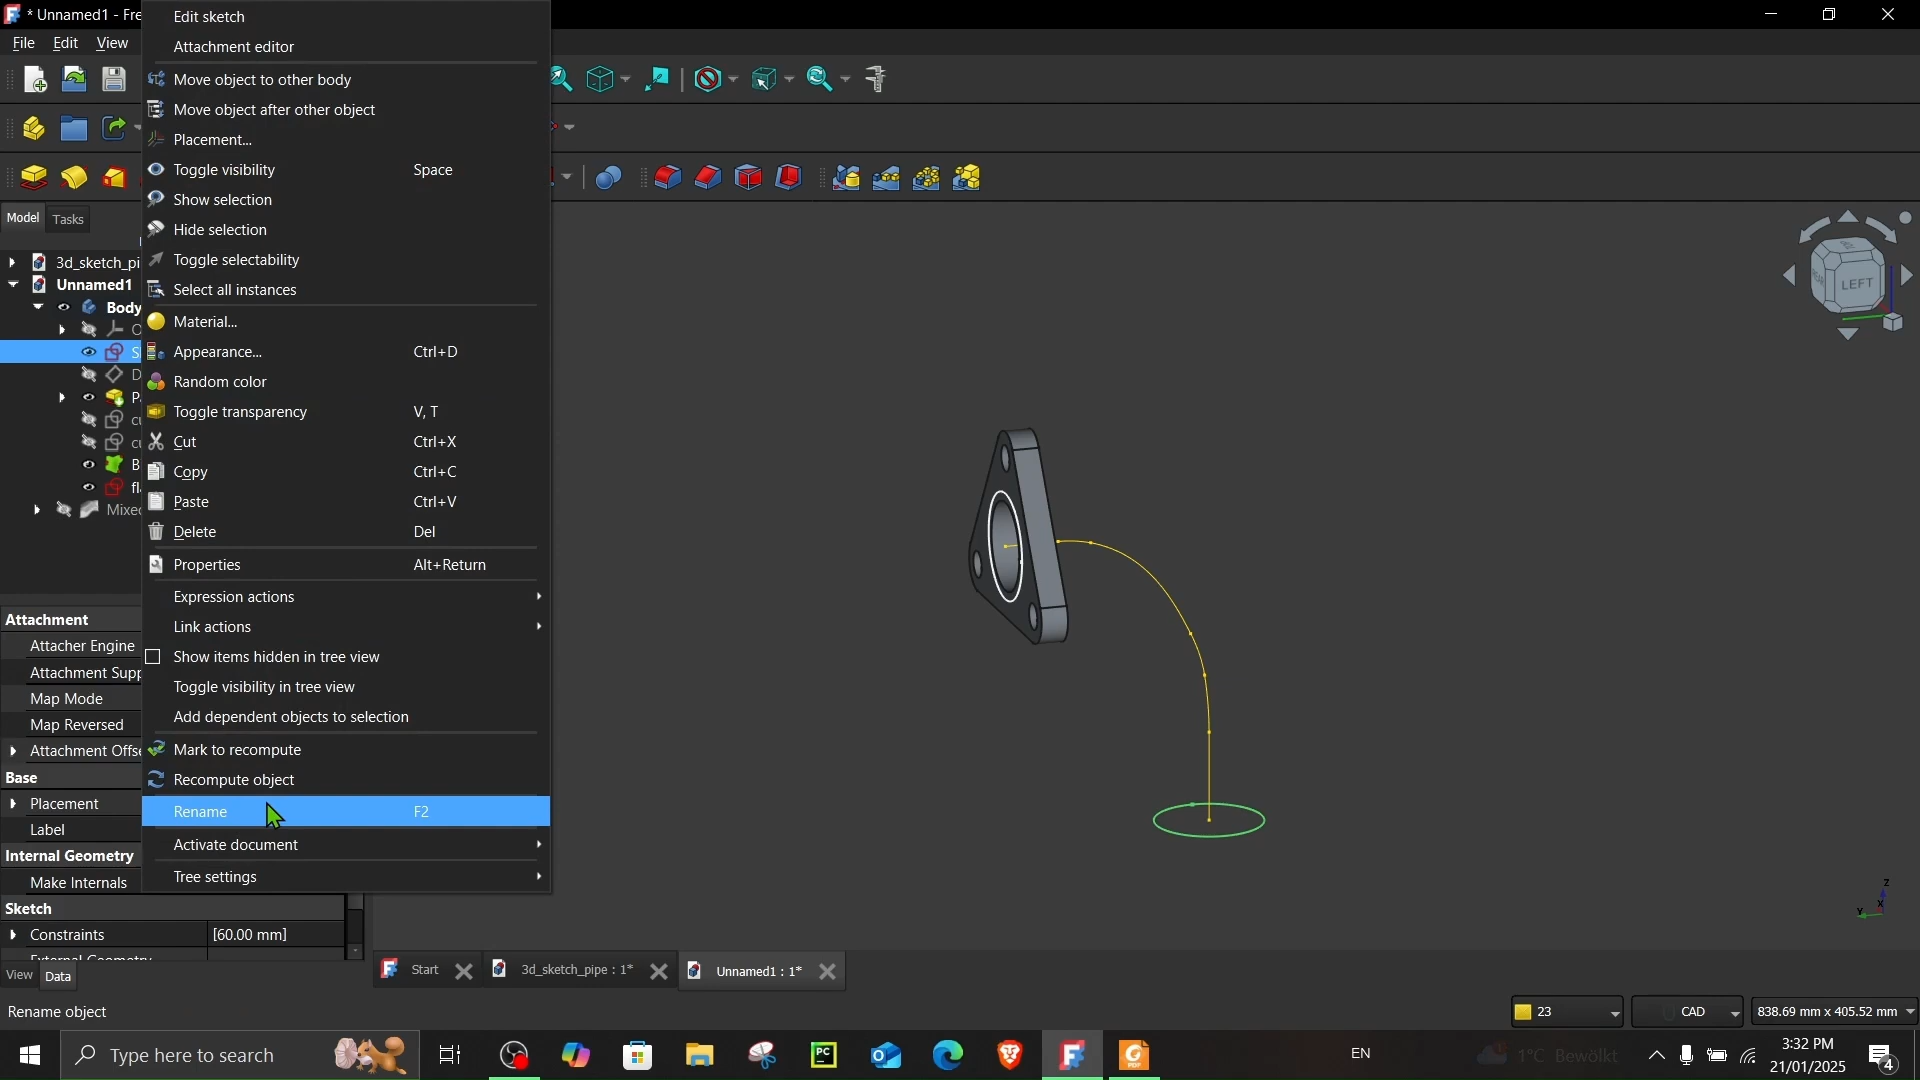 * Unnamed1 - Fre
File Edit View
Edit sketch
Attachment editor
Move object to other body
Move object after other object
Placement...
Toggle visibility Space
Show selection
Hide selection
Toggle selectability
Select all instances
Material...
Appearance... Ctrl+D
Random color
Toggle transparency V, T
Cut Ctrl+X
Copy Ctrl+C
Paste Ctrl+V
Delete Del
Properties Alt+Return
Expression actions
Link actions
Show items hidden in tree view
Toggle visibility in tree view
Add dependent objects to selection
Mark to recompute
Recompute object
Rename F2
Activate document
Tree settings
Model Tasks
3d_sketch_pi
Unnamed1
Body
Mixed
Attachment
Attacher Engine
Attachment Supp
Map Mode
Map Reversed
Attachment Offse
Base
Placement
Label
Internal Geometry
Make Internals
Sketch
Constraints [60.00 mm]
View Data
LEFT
Z
X
Y
Start
3d_sketch_pipe : 1*
Unnamed1 : 1*
Rename object
23
CAD
838.69 mm x 405.52 mm
Type here to search
PC
EN
1°C Bewölkt
3:32 PM
21/01/2025
4